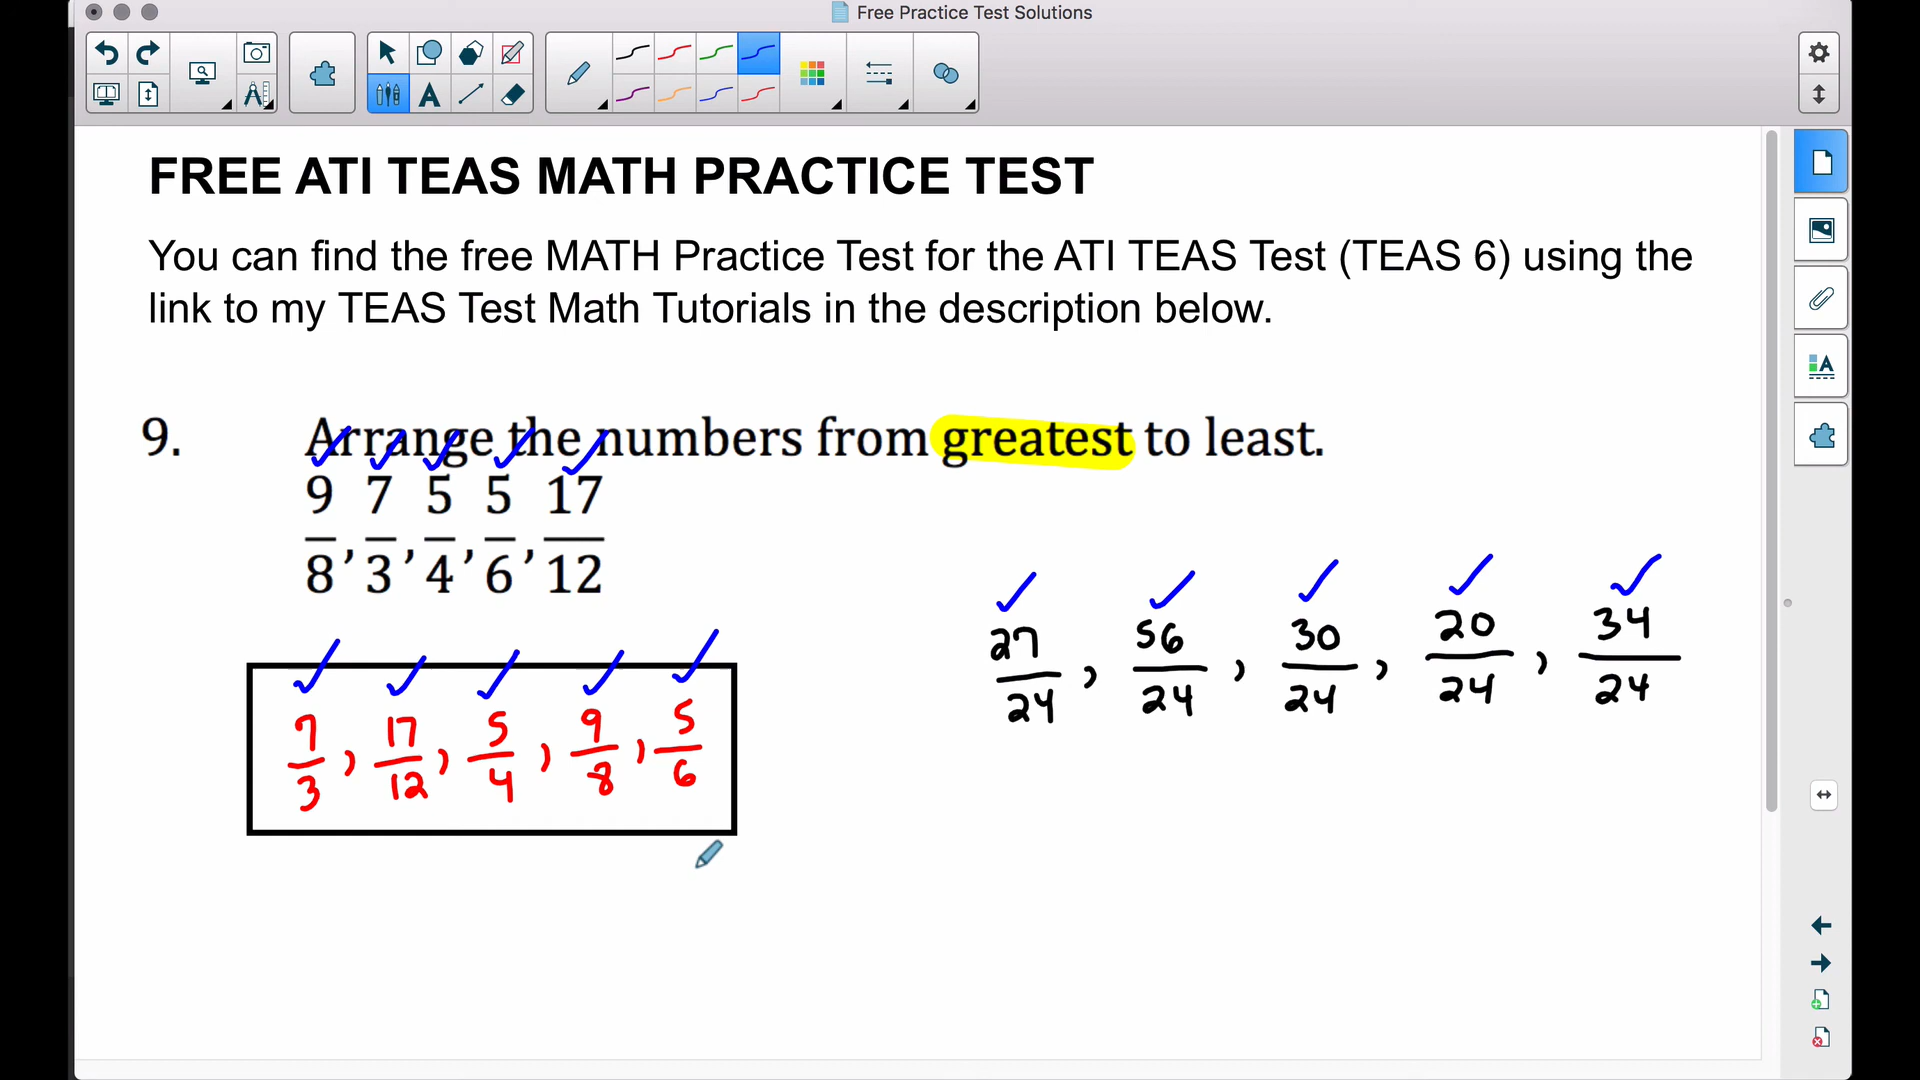 Free Practice Test Solutions
FREE ATI TEAS MATH PRACTICE TEST
You can find the free MATH Practice Test for the ATI TEAS Test (TEAS 6) using the
link to my TEAS Test Math Tutorials in the description below.
9. Arrange the numbers from greatest to least.
9/8, 7/3, 5/4, 5/6, 17/12
27/24, 56/24, 30/24, 20/24, 34/24
7/3, 17/12, 5/4, 9/8, 5/6